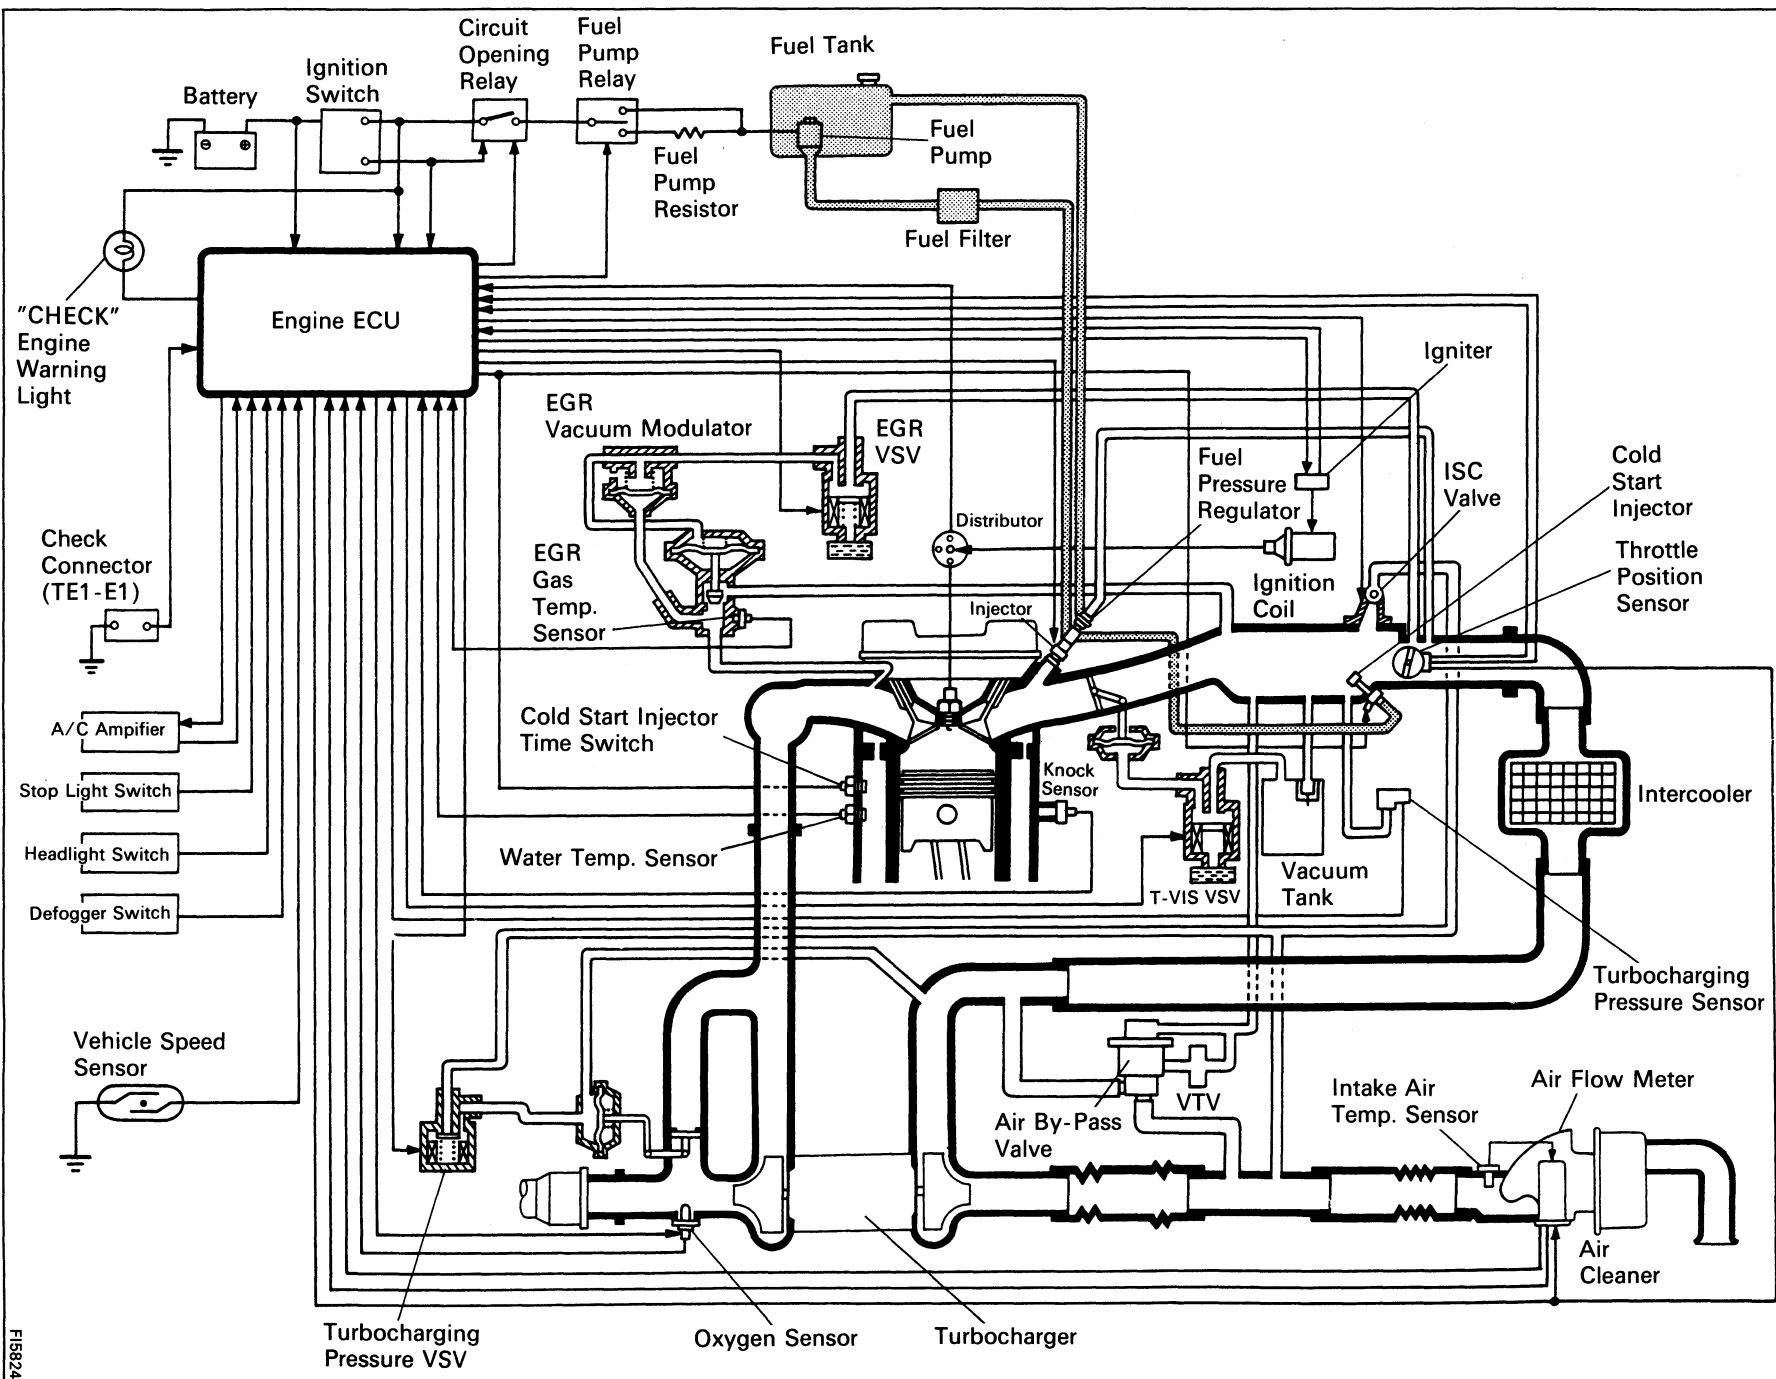 Circuit
Opening
Relay
Fuel
Pump
Relay
Fuel Tank
Ignition
Switch
Battery
Fuel
Pump
Fuel
Pump
Resistor
Fuel Filter
"CHECK"
Engine
Warning
Light
Engine ECU
Igniter
EGR
Vacuum Modulator
EGR
VSV
Fuel
Pressure
Regulator
ISC
Valve
Cold
Start
Injector
Check
Connector
(TE1-E1)
EGR
Gas
Temp.
Sensor
Distributor
Ignition
Coil
Throttle
Position
Sensor
Injector
A/C Ampifier
Cold Start Injector
Time Switch
Stop Light Switch
Knock
Sensor
Intercooler
Headlight Switch
Water Temp. Sensor
Vacuum
Tank
T-VIS VSV
Defogger Switch
Turbocharging
Pressure Sensor
Vehicle Speed
Sensor
Air By-Pass
Valve
VTV
Intake Air
Temp. Sensor
Air Flow Meter
Air
Cleaner
Turbocharging
Pressure VSV
Oxygen Sensor
Turbocharger
FI5824